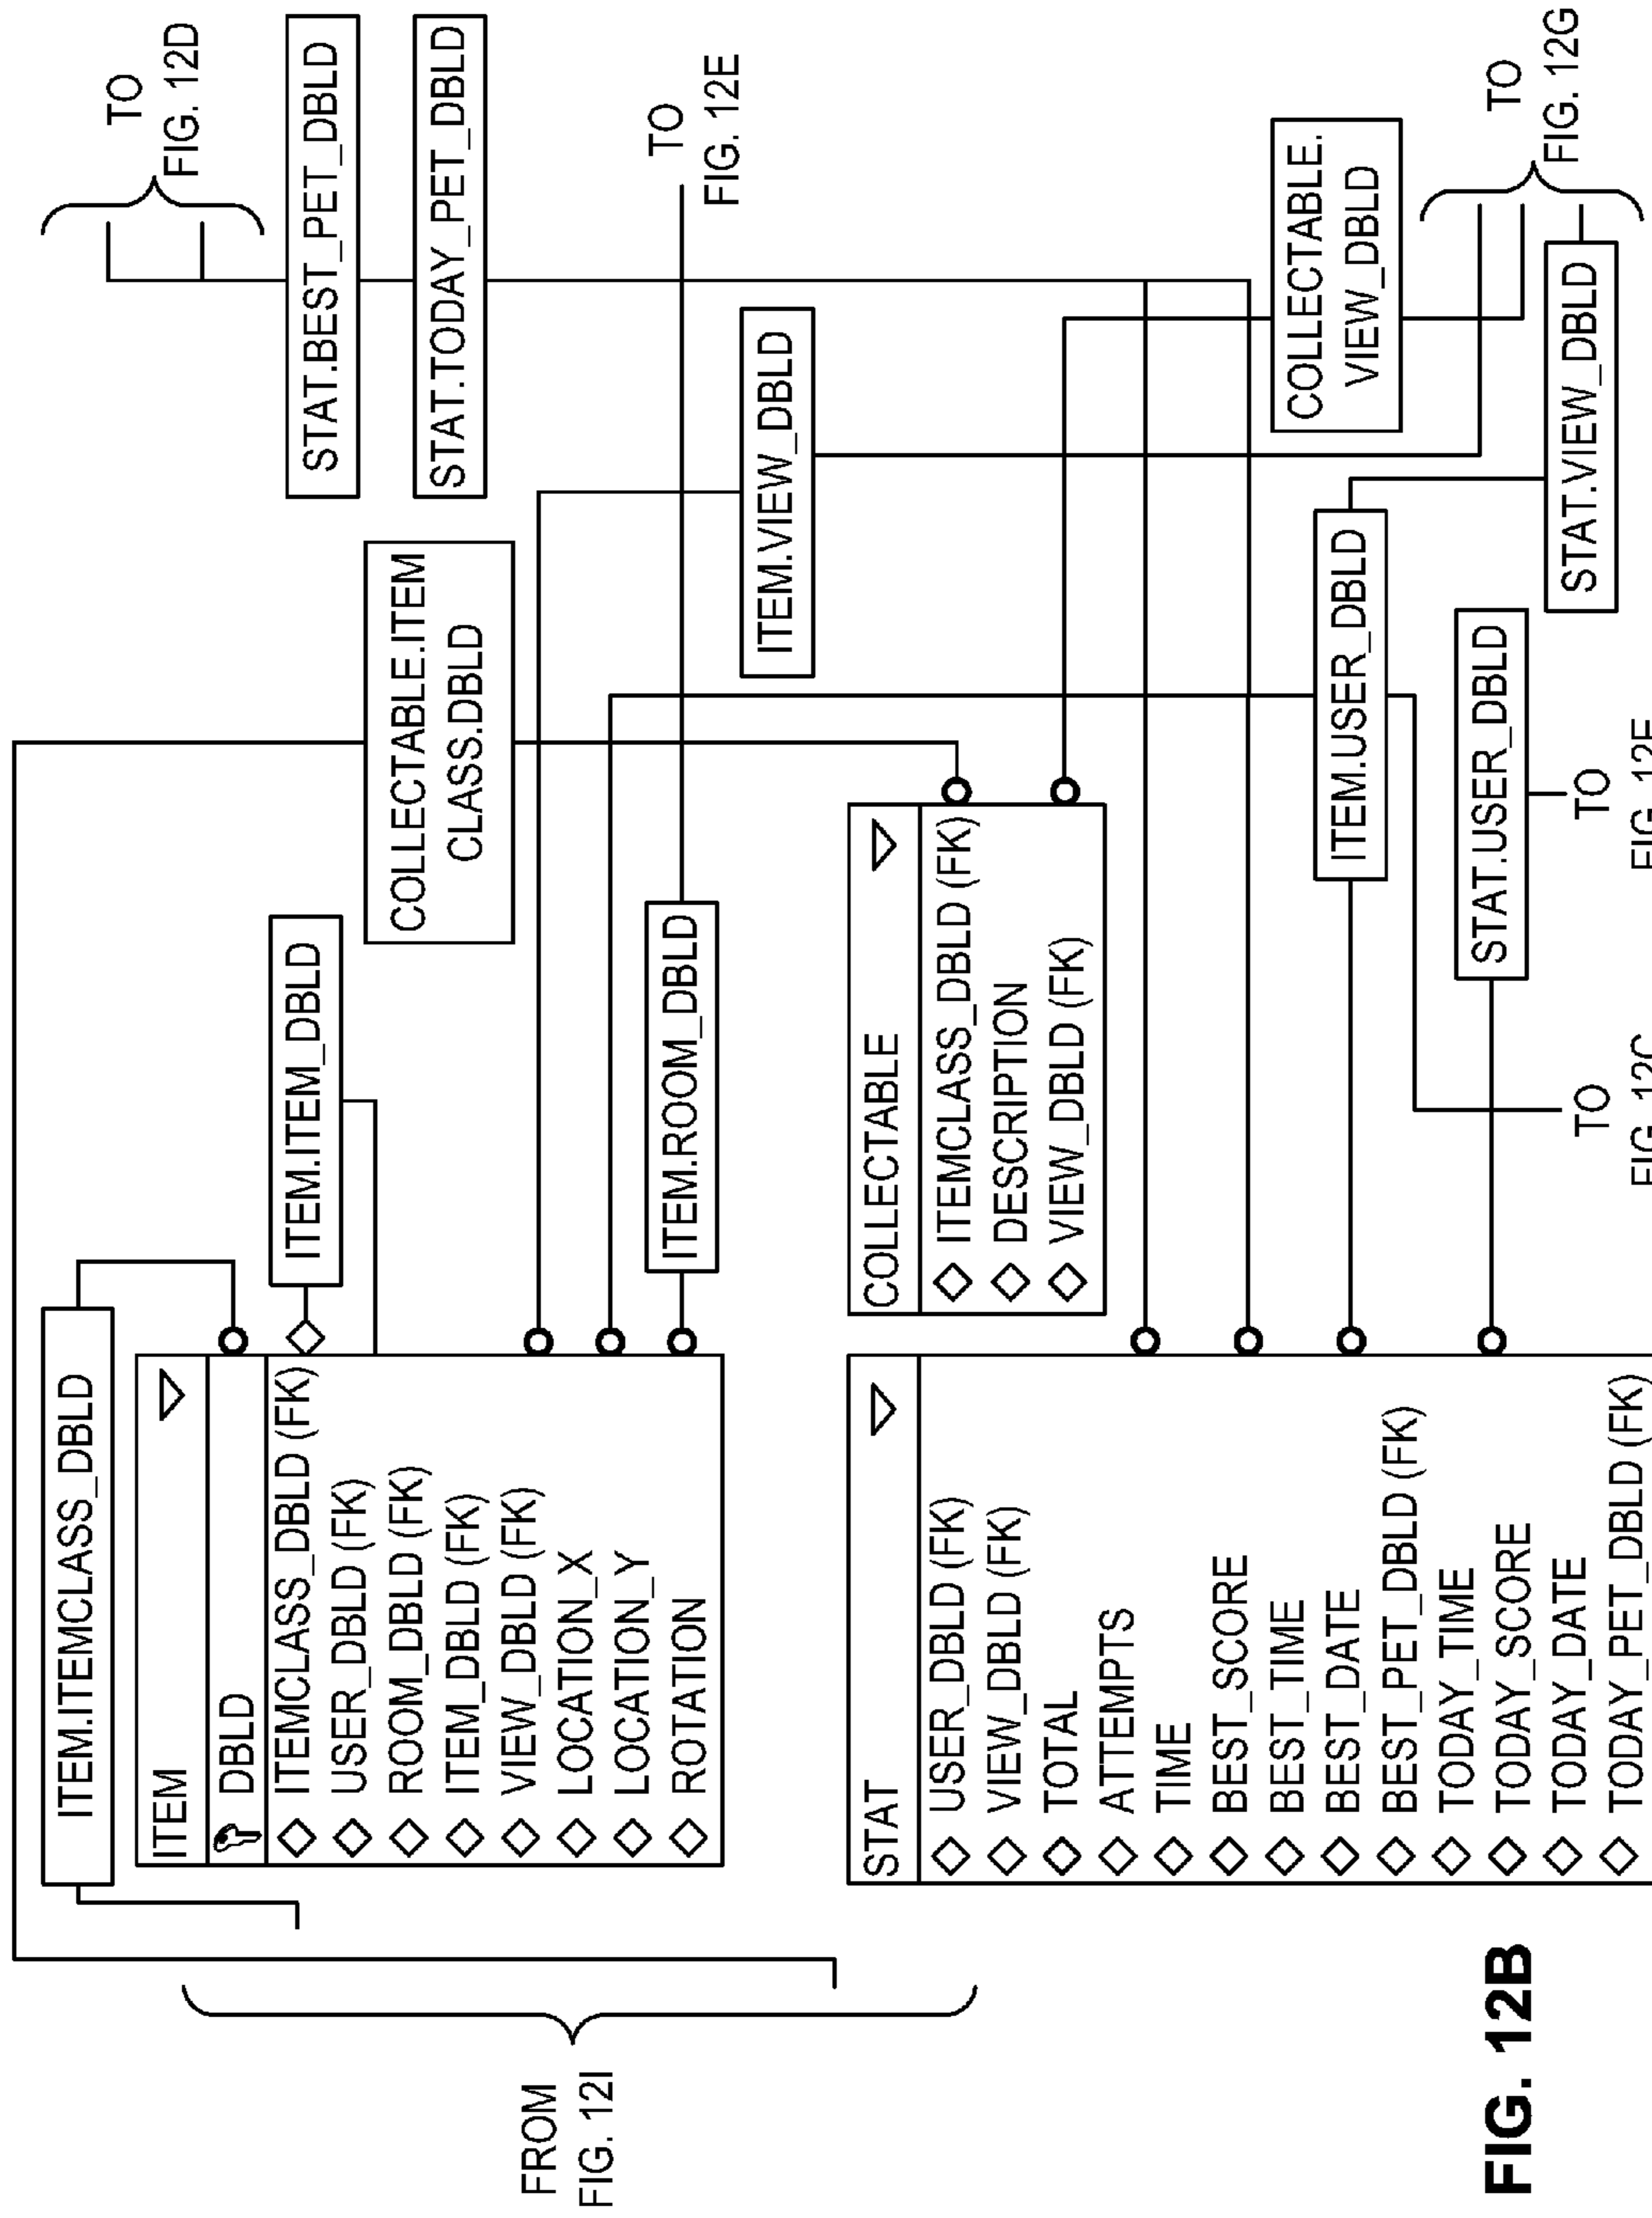 TO
FIG. 12D
STAT.BEST_PET_DBLD
STAT.TODAY_PET_DBLD
TO
FIG. 12E
ITEM.ITEMCLASS_DBLD
ITEM.ITEM_DBLD
COLLECTABLE.ITEM
CLASS.DBLD
ITEM.ROOM_DBLD
ITEM.VIEW_DBLD
ITEM
DBLD
ITEMCLASS_DBLD (FK)
USER_DBLD (FK)
ROOM_DBLD (FK)
ITEM_DBLD (FK)
VIEW_DBLD (FK)
LOCATION_X
LOCATION_Y
ROTATION
FROM
FIG. 12I
COLLECTABLE
ITEMCLASS_DBLD (FK)
DESCRIPTION
VIEW_DBLD (FK)
COLLECTABLE.
VIEW_DBLD
STAT
USER_DBLD (FK)
VIEW_DBLD (FK)
TOTAL
ATTEMPTS
TIME
BEST_SCORE
BEST_TIME
BEST_DATE
BEST_PET_DBLD (FK)
TODAY_TIME
TODAY_SCORE
TODAY_DATE
TODAY_PET_DBLD (FK)
ITEM.USER_DBLD
STAT.USER_DBLD
STAT.VIEW_DBLD
TO
FIG. 12G
TO
FIG. 12C
TO
FIG.
FIG. 12B